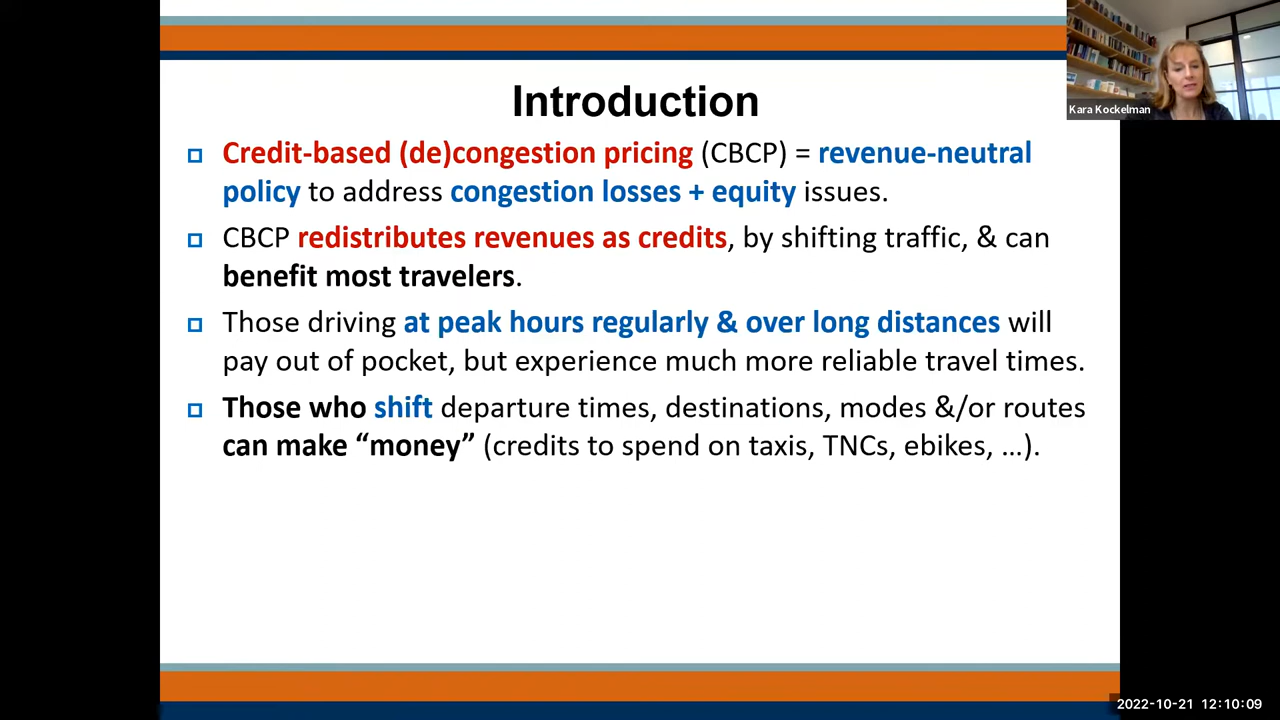 Introduction
Credit-based (de)congestion pricing (CBCP) = revenue-neutral
policy to address congestion losses + equity issues.
CBCP redistributes revenues as credits, by shifting traffic, & can
benefit most travelers.
Those driving at peak hours regularly & over long distances will
pay out of pocket, but experience much more reliable travel times.
Those who shift departure times, destinations, modes &/or routes
can make “money” (credits to spend on taxis, TNCs, ebikes, …).
Kara Kockelman
2022-10-21 12:10:09